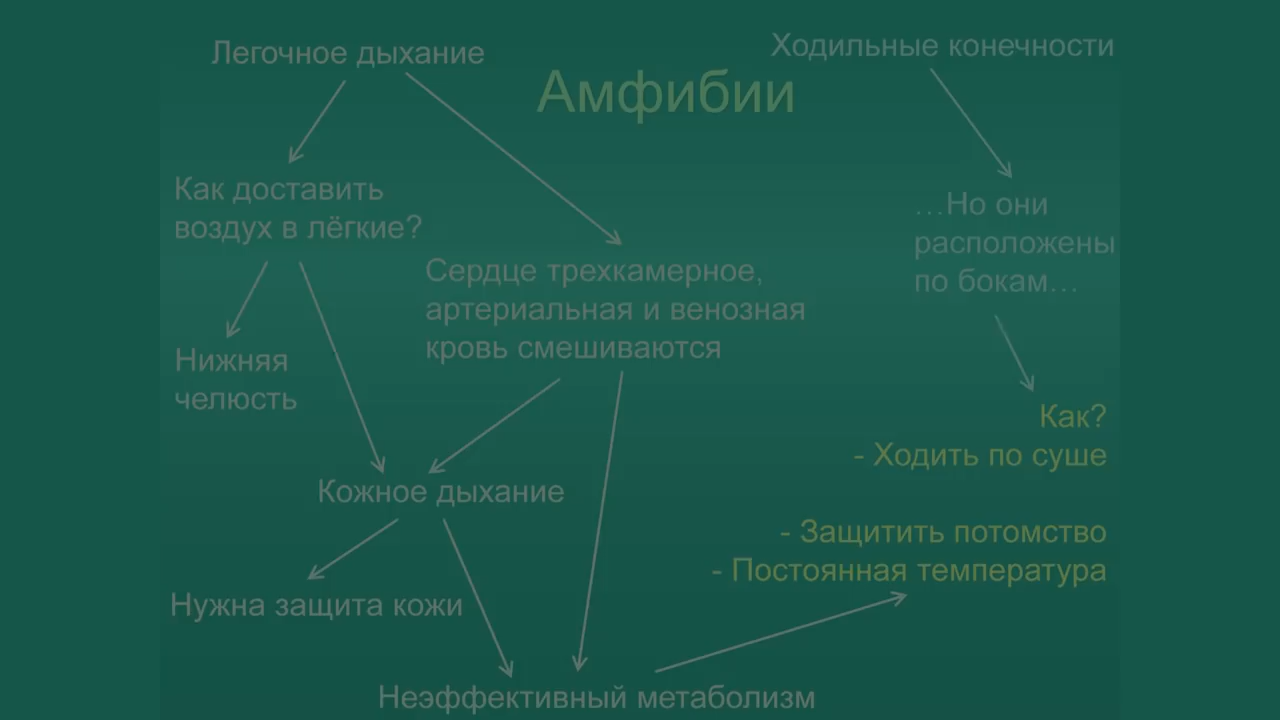 Легочное дыхание
Ходильные конечности
Амфибии
Как доставить
воздух в лёгкие?
…Но они
расположены
по бокам…
Сердце трехкамерное,
артериальная и венозная
кровь смешиваются
Нижняя
челюсть
Как?
- Ходить по суше
Кожное дыхание
- Защитить потомство
- Постоянная температура
Нужна защита кожи
Неэффективный метаболизм